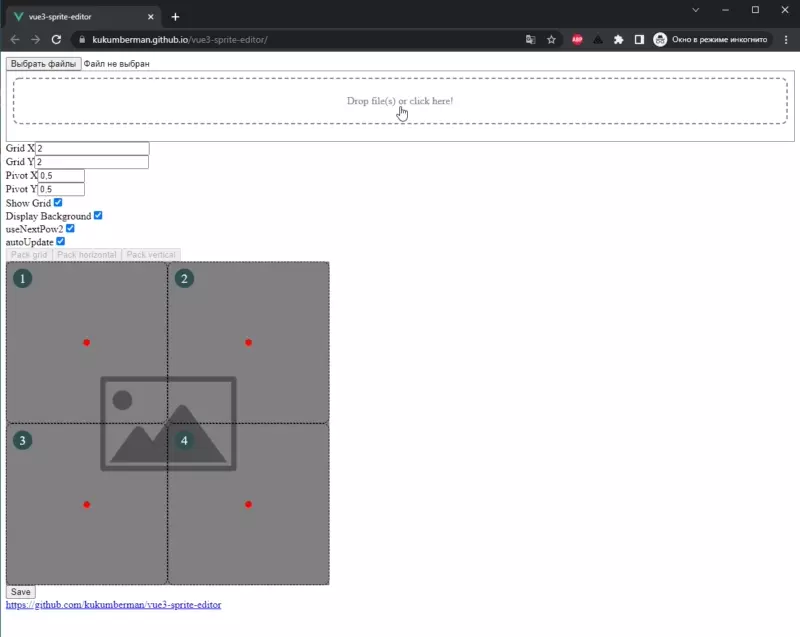 vue3-sprite-editor
kukumberman.github.io/vue3-sprite-editor/
ABP
Окно в режиме инкогнито
Выбрать файлы Файл не выбран
Drop file(s) or click here!
Grid X 2
Grid Y 2
Pivot X 0,5
Pivot Y 0,5
Show Grid
Display Background
useNextPow2
autoUpdate
Pack grid Pack horizontal Pack vertical
1 2
3 4
Save
https://github.com/kukumberman/vue3-sprite-editor